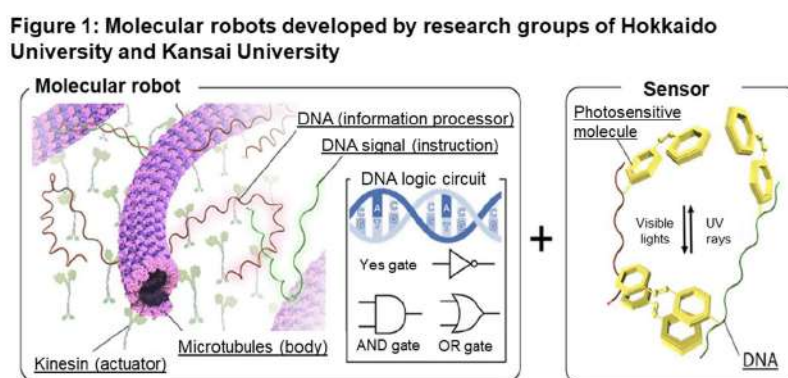 Figure 1: Molecular robots developed by research groups of Hokkaido
University and Kansai University
Molecular robot
DNA (information processor)
DNA signal (instruction)
DNA logic circuit
A
A
Yes gate
AND gate
OR gate
Kinesin (actuator)
Microtubules (body)
+
Sensor
Photosensitive
molecule
Visible
lights
UV
rays
DNA